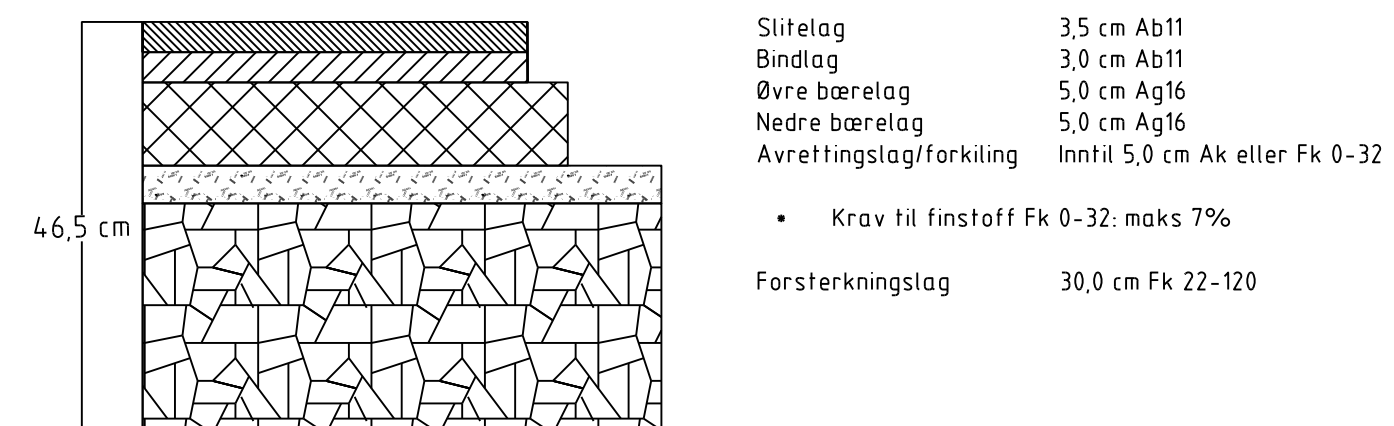 Slitelag 3,5 cm Ab11
Bindlag 3,0 cm Ab11
Øvre bærelag 5,0 cm Ag16
Nedre bærelag 5,0 cm Ag16
Avrettingslag/forkiling Inntil 5,0 cm Ak eller Fk 0-32
46,5 cm
* Krav til finstoff Fk 0-32: maks 7%
Forsterkningslag 30,0 cm Fk 22-120